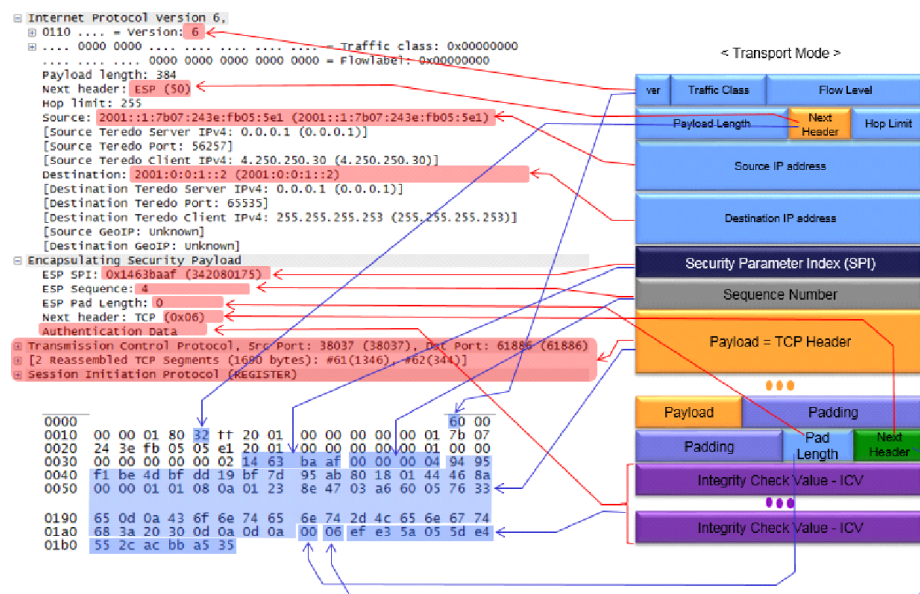 Internet Protocol Version 6,
0110 .... = Version: 6
.... 0000 0000 .... .... .... .... .... = Traffic class: 0x00000000
.... .... .... 0000 0000 0000 0000 0000 = Flowlabel: 0x00000000
Payload length: 384
Next header: ESP (50)
Hop limit: 255
Source: 2001::1:7b07:243e:fb05:5e1 (2001::1:7b07:243e:fb05:5e1)
[Source Teredo Server IPv4: 0.0.0.1 (0.0.0.1)]
[Source Teredo Port: 56257]
[Source Teredo Client IPv4: 4.250.250.30 (4.250.250.30)]
Destination: 2001:0:0:1::2 (2001:0:0:1::2)
[Destination Teredo Server IPv4: 0.0.0.1 (0.0.0.1)]
[Destination Teredo Port: 65535]
[Destination Teredo Client IPv4: 255.255.255.253 (255.255.255.253)]
[Source GeoIP: Unknown]
[Destination GeoIP: Unknown]
Encapsulating Security Payload
ESP SPI: 0x1463baaf (342080175)
ESP Sequence: 4
ESP Pad Length: 0
Next header: TCP (0x06)
Authentication Data
Transmission Control Protocol, Src Port: 38037 (38037), Dst Port: 61886 (61886)
[2 Reassembled TCP Segments (1690 bytes): #61(1346), #62(344)]
Session Initiation Protocol (REGISTER)
0000 60 00
0010 00 00 01 80 32 ff 20 01 00 00 00 00 00 01 7b 07
0020 24 3e fb 05 05 e1 20 01 00 00 00 00 00 01 00 00
0030 00 00 00 00 00 02 14 63 ba af 00 00 00 04 94 95
0040 f1 be 4d bf dd 19 bf 7d 95 ab 80 18 01 44 46 8a
0050 00 00 01 01 08 0a 01 23 8e 47 03 a6 60 05 76 33
0190 65 0d 0a 43 6f 6e 74 65 6e 74 2d 4c 65 6e 67 74
01a0 68 3a 20 30 0d 0a 0d 0a 00 06 ef e3 5a 05 5d e4
01b0 55 2c ac bb a5 35
< Transport Mode >
ver Traffic Class Flow Level
Payload Length Next Header Hop Limit
Source IP address
Destination IP address
Security Parameter Index (SPI)
Sequence Number
Payload = TCP Header
Payload Padding
Padding Pad Length Next Header
Integrity Check Value - ICV
Integrity Check Value - ICV